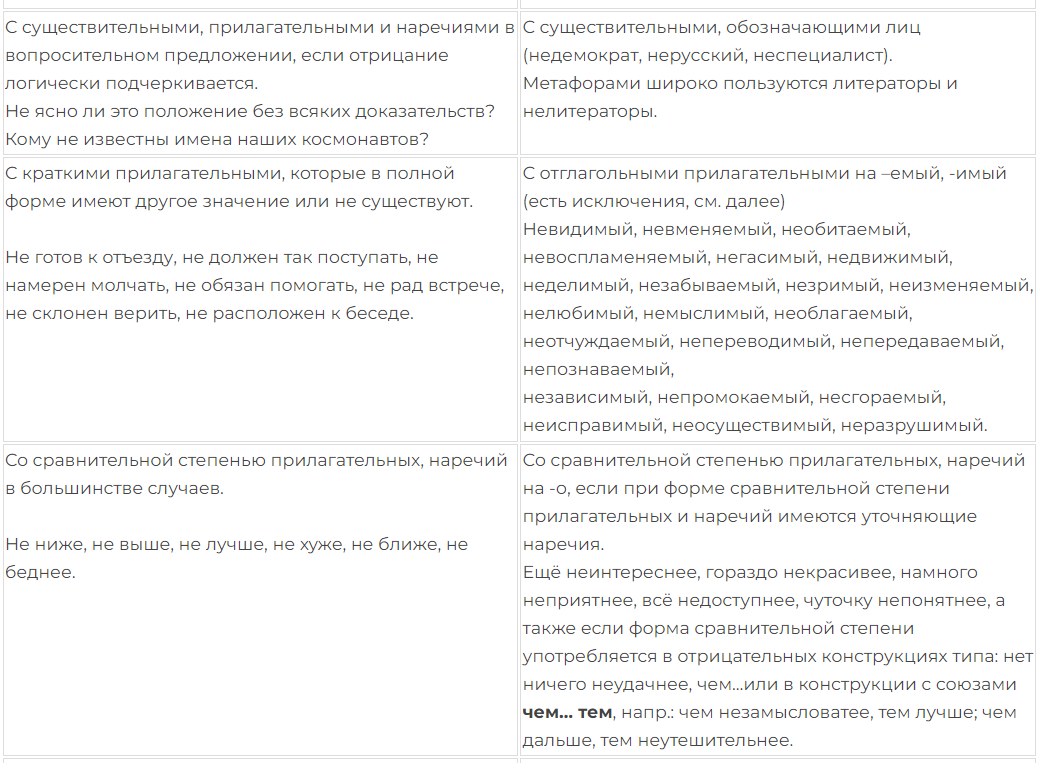 С существительными, прилагательными и наречиями в
вопросительном предложении, если отрицание
логически подчеркивается.
Не ясно ли это положение без всяких доказательств?
Кому не известны имена наших космонавтов?
С существительными, обозначающими лиц
(недемократ, нерусский, неспециалист).
Метафорами широко пользуются литераторы и
нелитераторы.
С краткими прилагательными, которые в полной
форме имеют другое значение или не существуют.
Не готов к отъезду, не должен так поступать, не
намерен молчать, не обязан помогать, не рад встрече,
не склонен верить, не расположен к беседе.
С отглагольными прилагательными на –емый, -имый
(есть исключения, см. далее)
Невидимый, невменяемый, необитаемый,
невоспламеняемый, негасимый, недвижимый,
неделимый, незабываемый, незримый, неизменяемый,
нелюбимый, немыслимый, необлагаемый,
неотчуждаемый, непереводимый, непередаваемый,
непознаваемый,
независимый, непромокаемый, несгораемый,
неисправимый, неосуществимый, неразрушимый.
Со сравнительной степенью прилагательных, наречий
в большинстве случаев.
Не ниже, не выше, не лучше, не хуже, не ближе, не
беднее.
Со сравнительной степенью прилагательных, наречий
на -о, если при форме сравнительной степени
прилагательных и наречий имеются уточняющие
наречия.
Ещё неинтереснее, гораздо некрасивее, намного
неприятнее, всё недоступнее, чуточку непонятнее, а
также если форма сравнительной степени
употребляется в отрицательных конструкциях типа: нет
ничего неудачнее, чем...или в конструкции с союзами
чем... тем, напр.: чем незамысловатее, тем лучше; чем
дальше, тем неутешительнее.